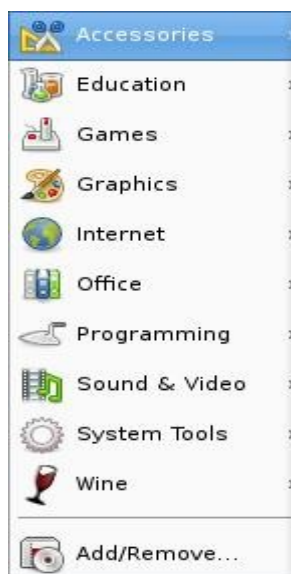 Accessories
Education
Games
Graphics
Internet
Office
Programming
Sound & Video
System Tools
Wine
Add/Remove...